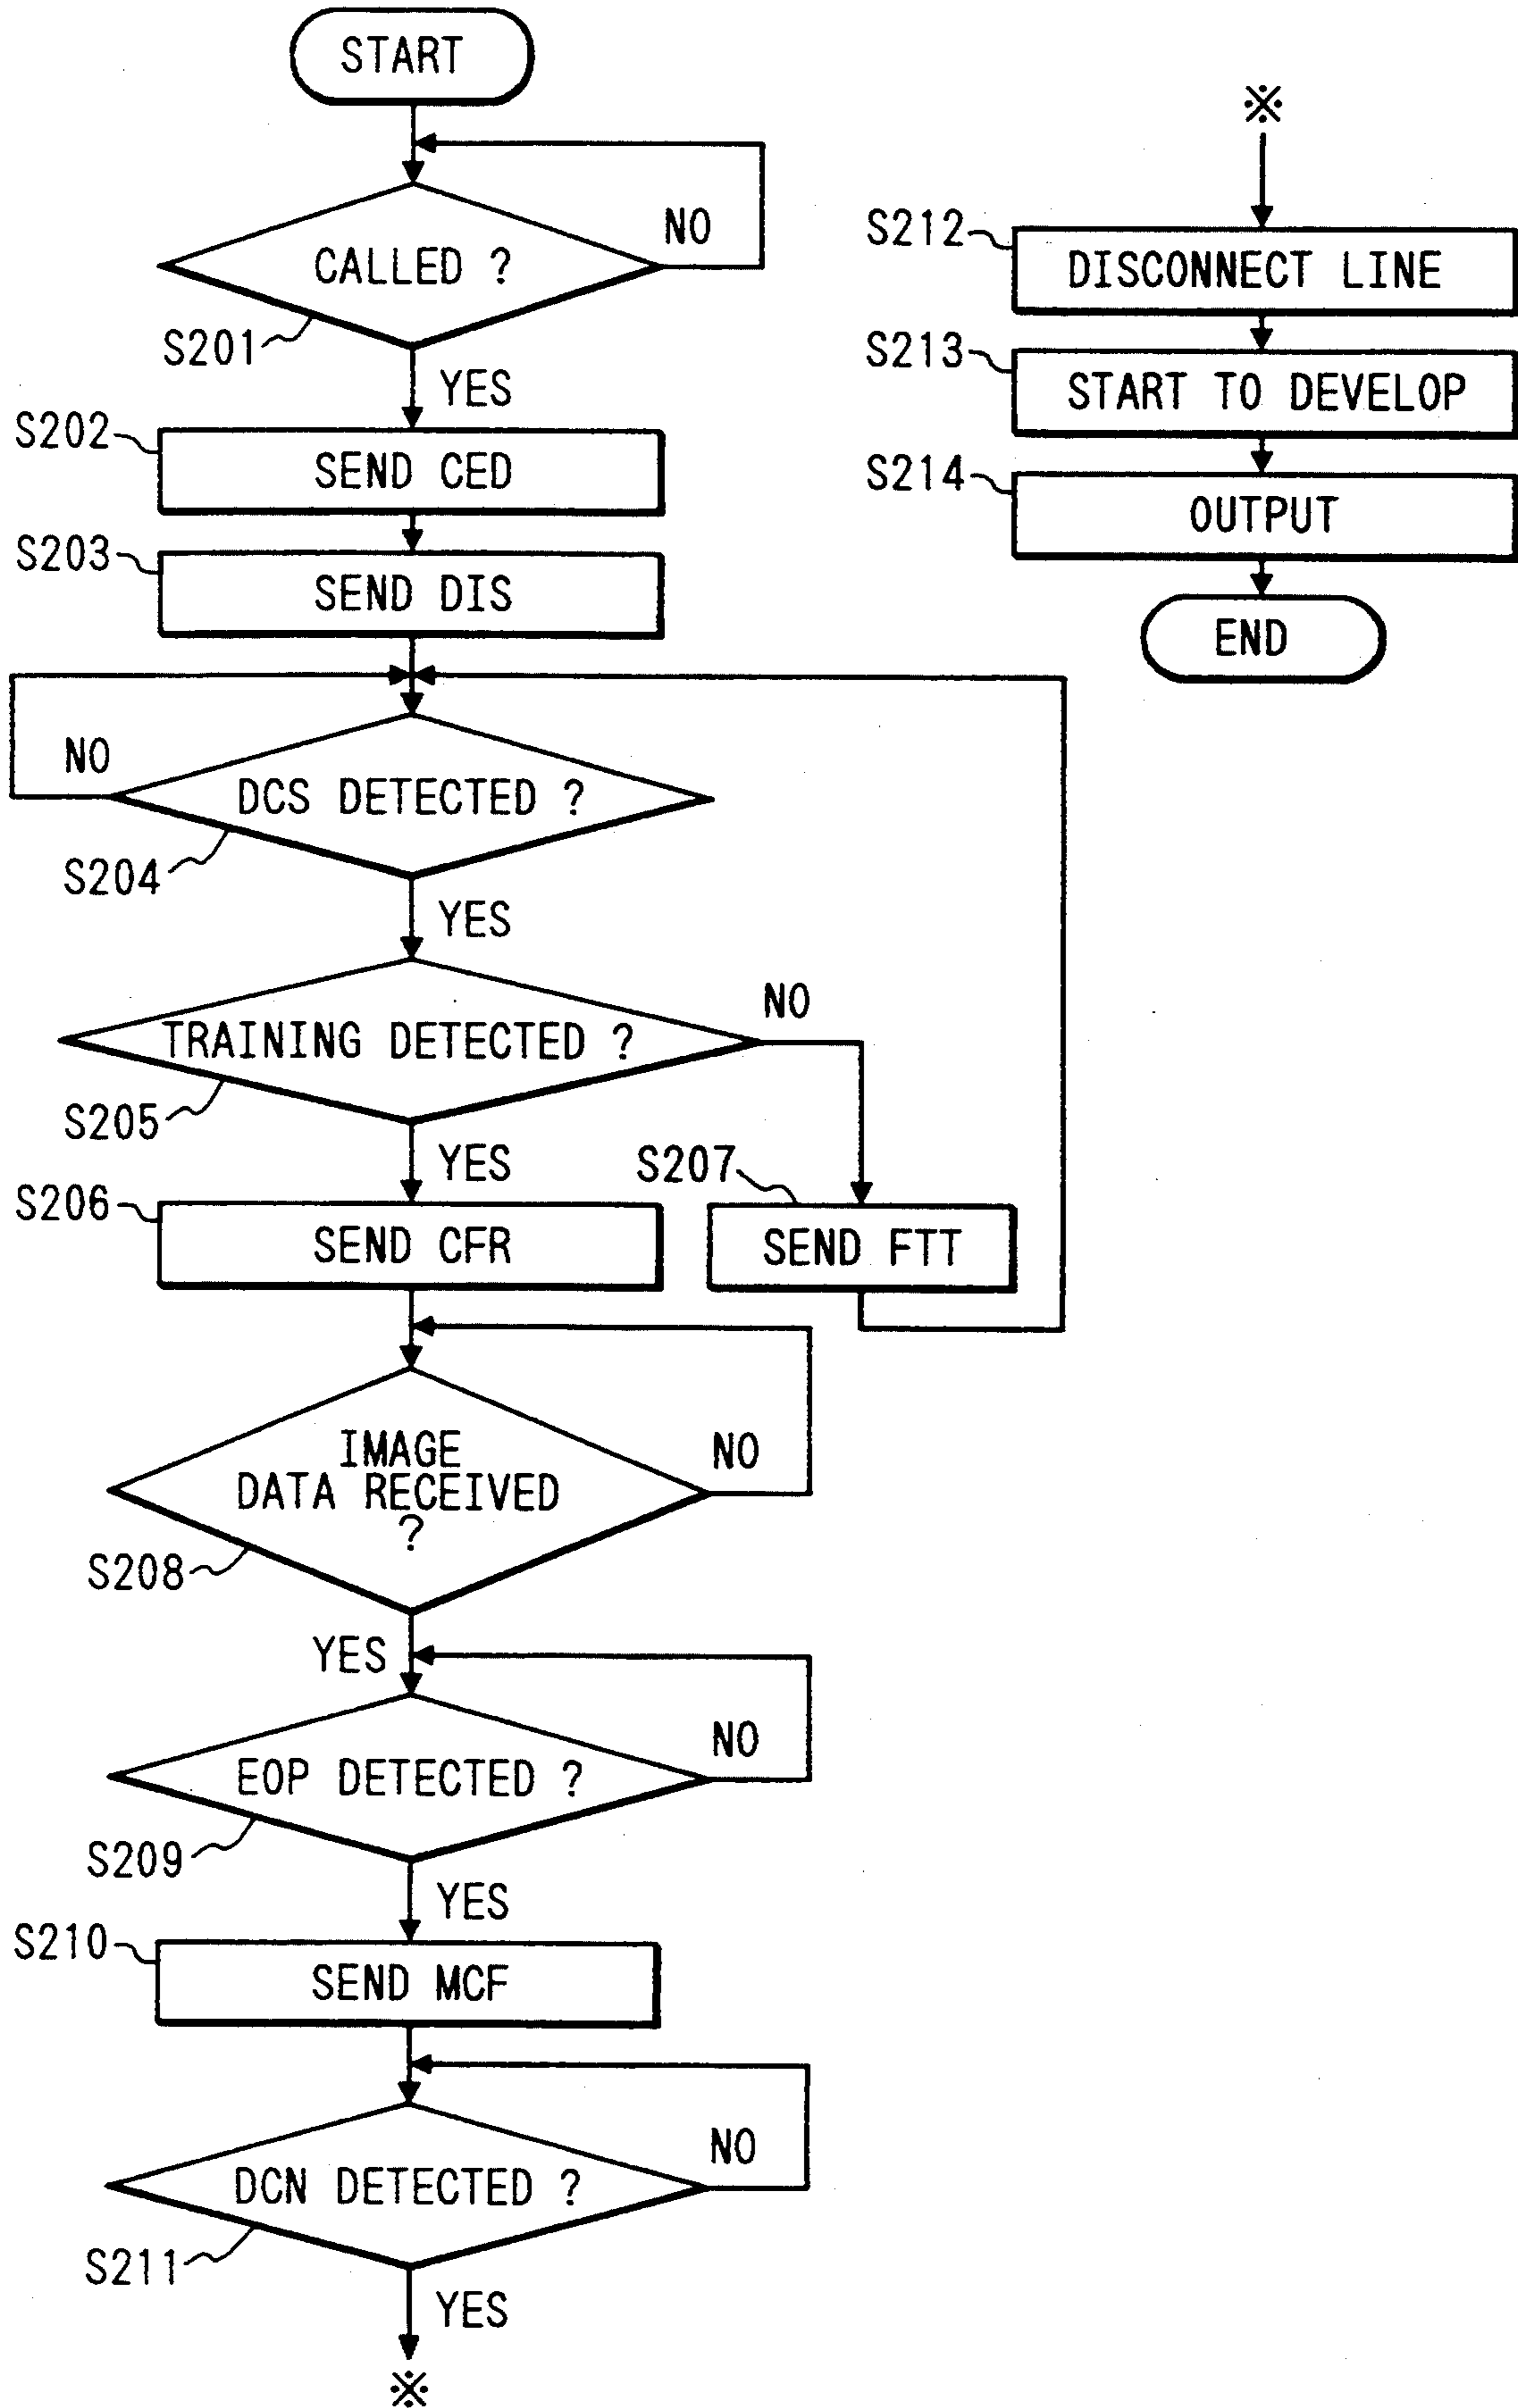 START
CALLED ?
NO
S201
YES
S202
SEND CED
S203
SEND DIS
NO
DCS DETECTED ?
S204
YES
TRAINING DETECTED ?
NO
S205
YES
S206
SEND CFR
S207
SEND FTT
IMAGE
DATA RECEIVED
?
NO
S208
YES
EOP DETECTED ?
NO
S209
YES
S210
SEND MCF
DCN DETECTED ?
NO
S211
YES
※
※
S212
DISCONNECT LINE
S213
START TO DEVELOP
S214
OUTPUT
END